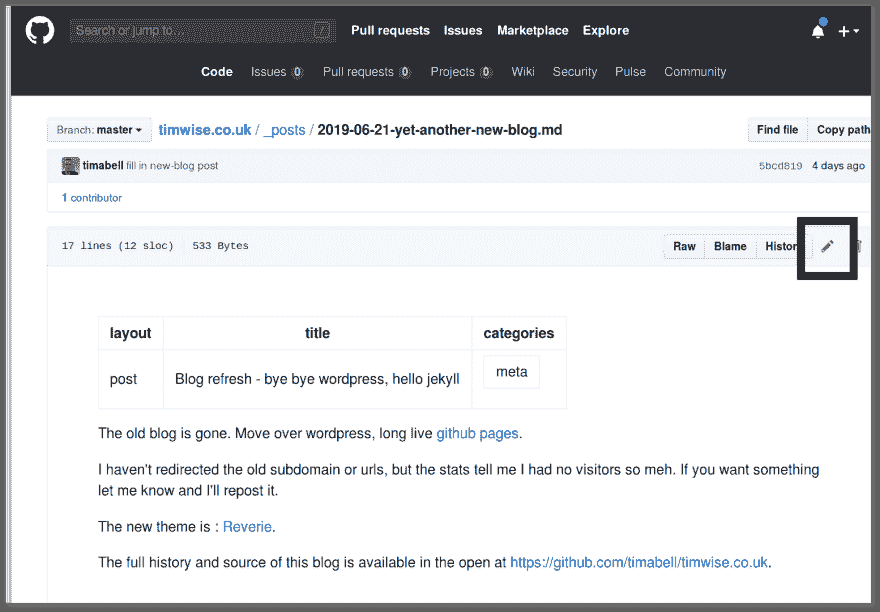 Search or jump to... /
Pull requests Issues Marketplace Explore
Code Issues 0 Pull requests 0 Projects 0 Wiki Security Pulse Community
Branch: master timwise.co.uk / _posts / 2019-06-21-yet-another-new-blog.md Find file Copy path
timabell fill in new-blog post 5bcd819 4 days ago
1 contributor
17 lines (12 sloc) 533 Bytes Raw Blame Histor
layout title categories
post Blog refresh - bye bye wordpress, hello jekyll meta
The old blog is gone. Move over wordpress, long live github pages.
I haven't redirected the old subdomain or urls, but the stats tell me I had no visitors so meh. If you want something
let me know and I'll repost it.
The new theme is : Reverie.
The full history and source of this blog is available in the open at https://github.com/timabell/timwise.co.uk.